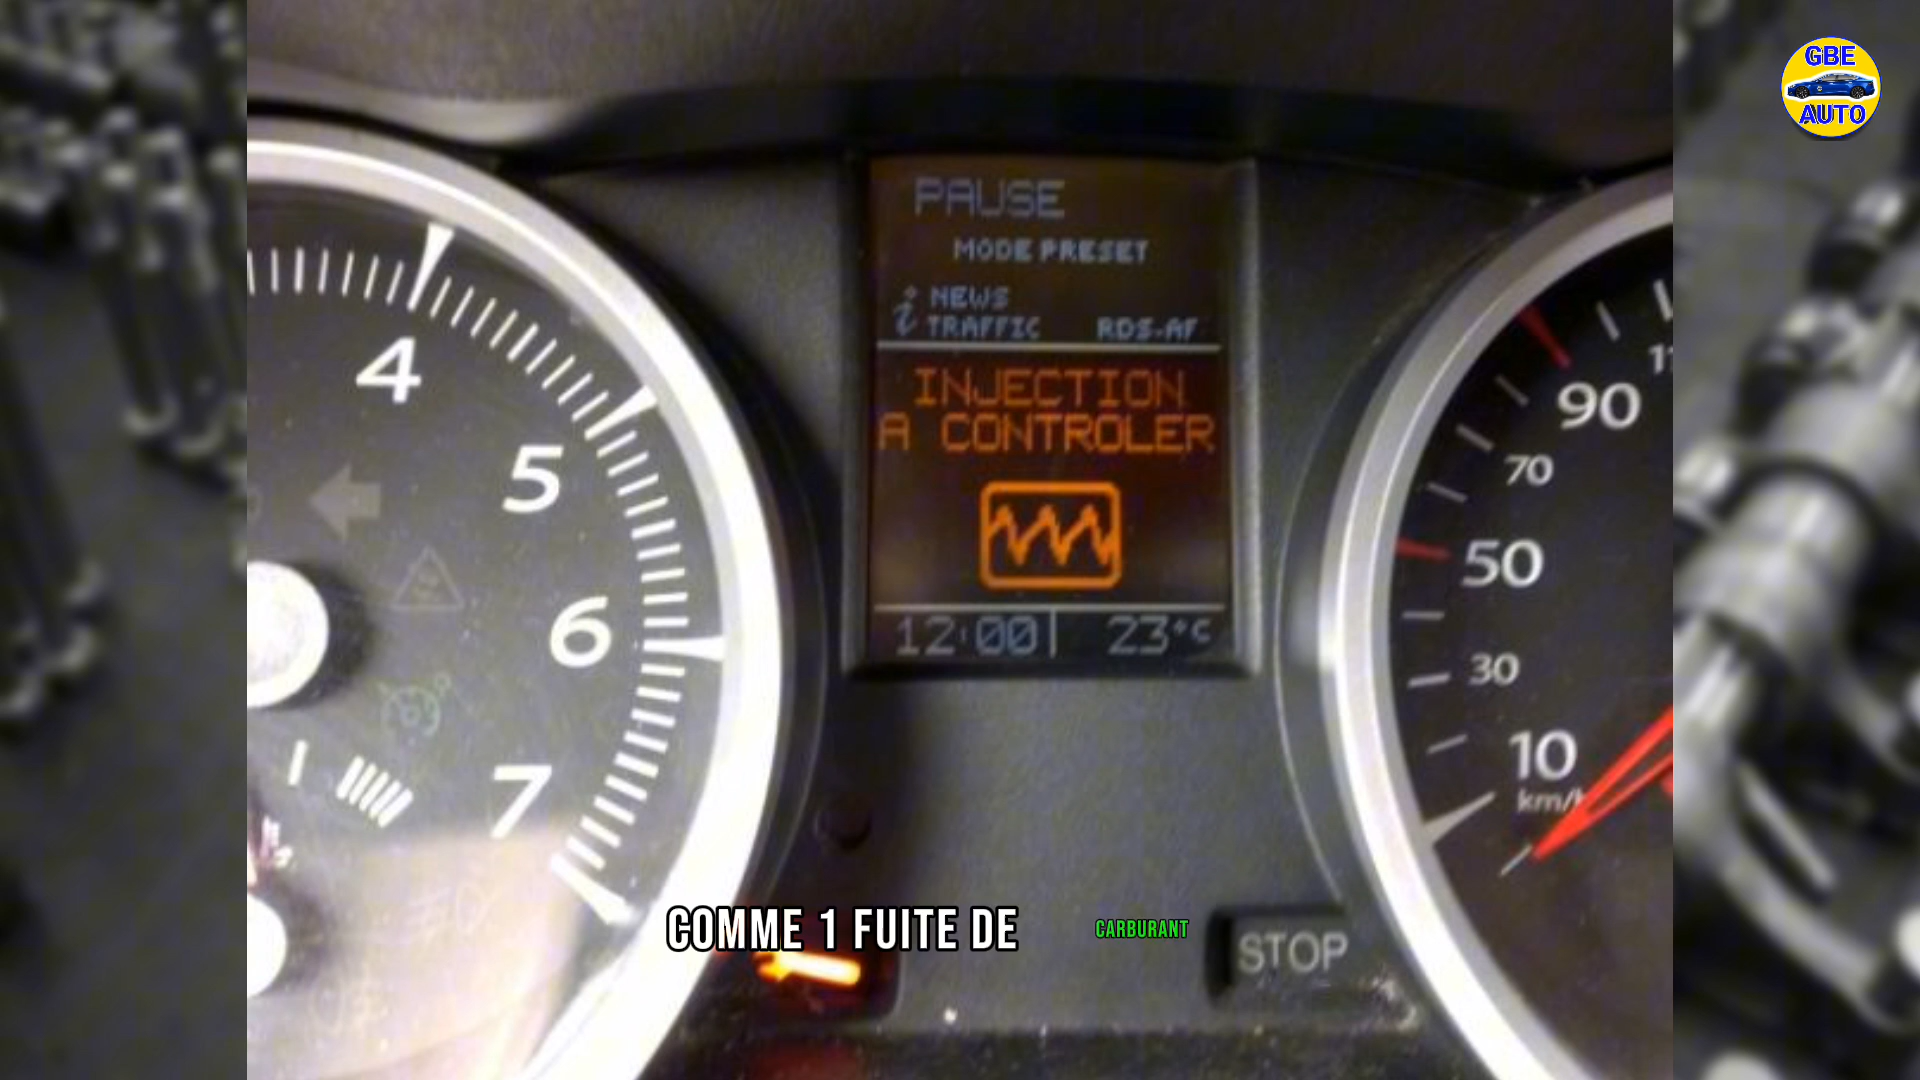 GBE
AUTO
PAUSE
MODE PRESET
i NEWS
TRAFFIC RDS-AF
INJECTION
A CONTROLER
12:00 23°C
4
5
6
7
90
70
50
30
10
km/h
COMME 1 FUITE DE CARBURANT
STOP